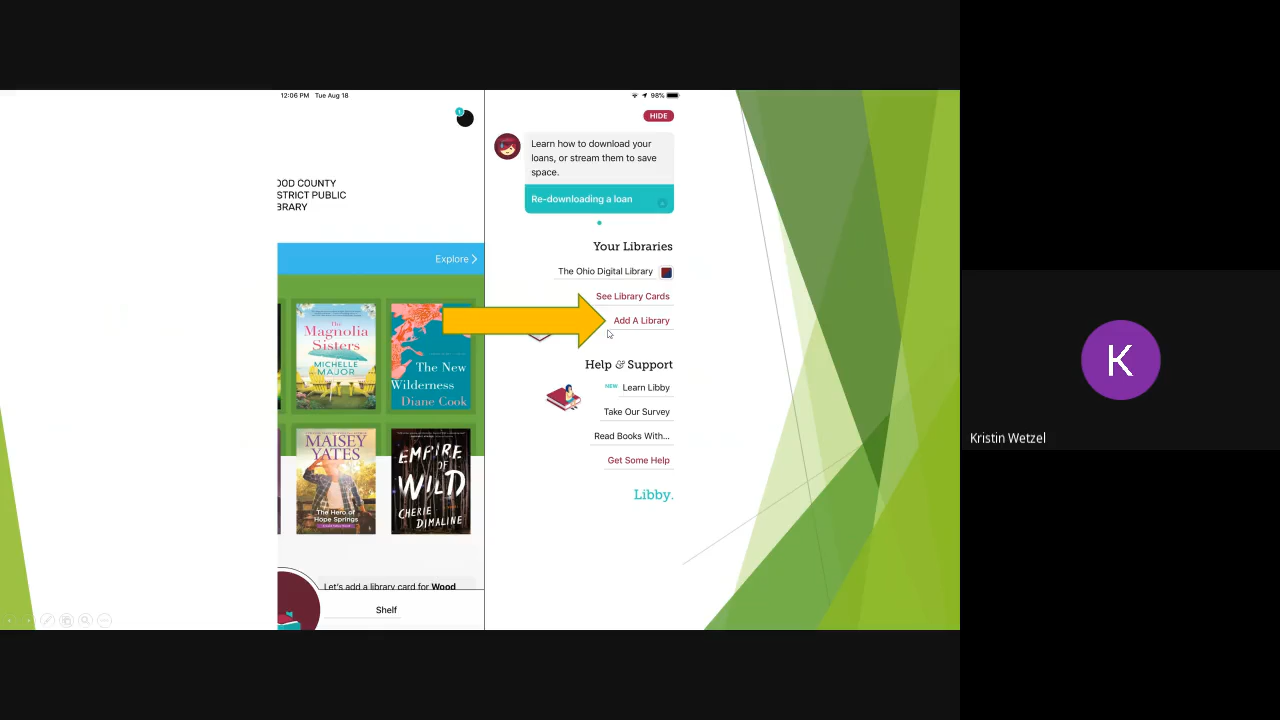 12:06 PM Tue Aug 18
98%
1
HIDE
Learn how to download your
loans, or stream them to save
space.
Re-downloading a loan
OOD COUNTY
STRICT PUBLIC
BRARY
Explore
Your Libraries
The Ohio Digital Library
See Library Cards
Add A Library
The
Magnolia
Sisters
MICHELLE
MAJOR
The New
Wilderness
Diane Cook
Help & Support
NEW Learn Libby
Take Our Survey
Read Books With...
Get Some Help
Libby.
MAISEY
YATES
The Hero of
Hope Springs
EMPIRE
OF
WILD
CHERIE
DIMALINE
Let's add a library card for Wood
Shelf
K
Kristin Wetzel